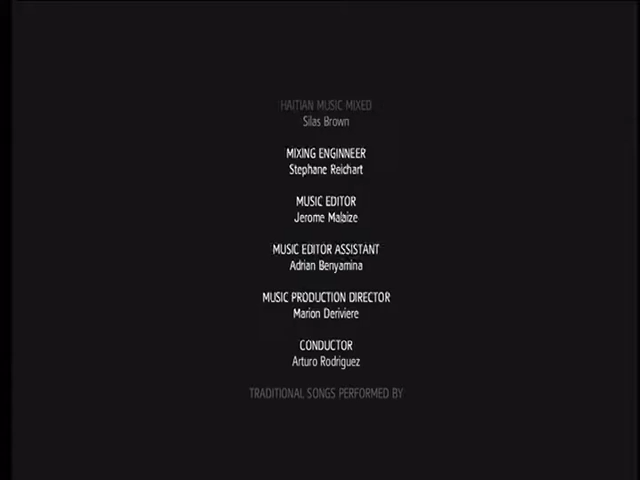 HAITIAN MUSIC MIXED
Silas Brown
MIXING ENGINNEER
Stephane Reichart
MUSIC EDITOR
Jerome Malaize
MUSIC EDITOR ASSISTANT
Adrian Benyamina
MUSIC PRODUCTION DIRECTOR
Marion Deriviere
CONDUCTOR
Arturo Rodriguez
TRADITIONAL SONGS PERFORMED BY